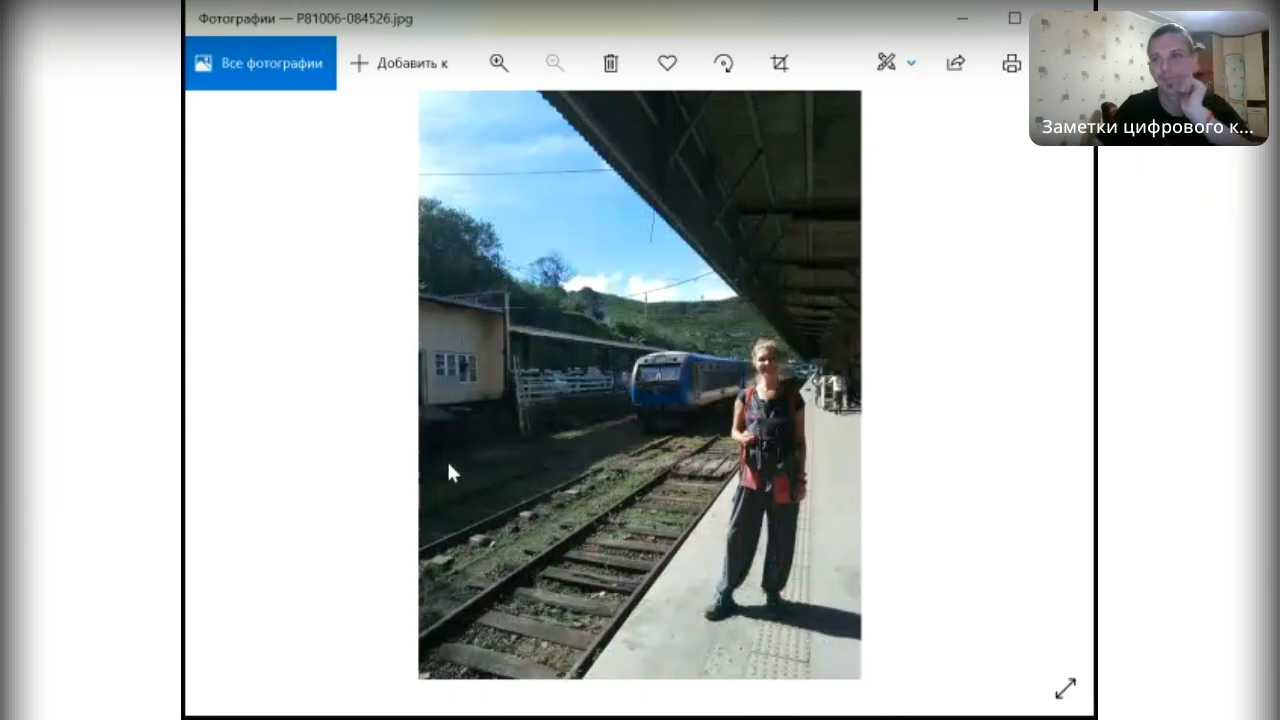 Фотографии — P81006-084526.jpg
Все фотографии
Добавить к
Заметки цифрового к...